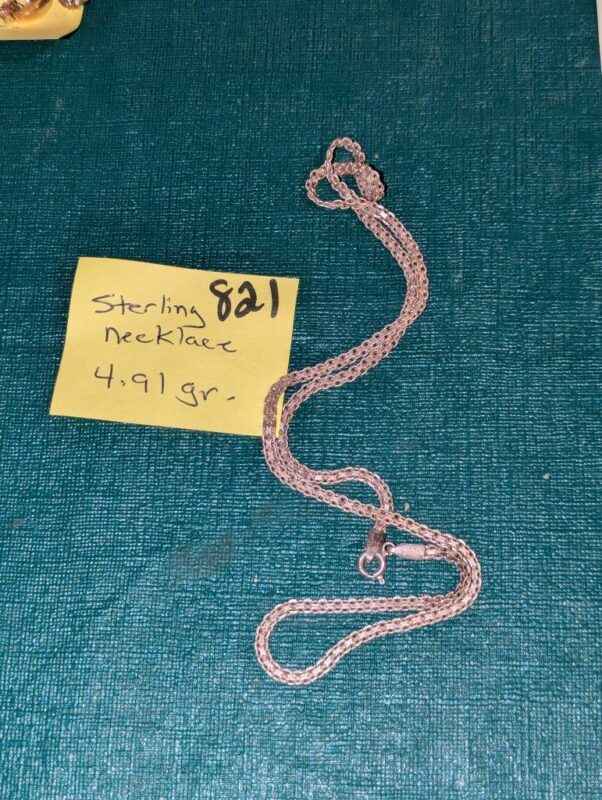 Sterling 821
necklace
4.91 gr.